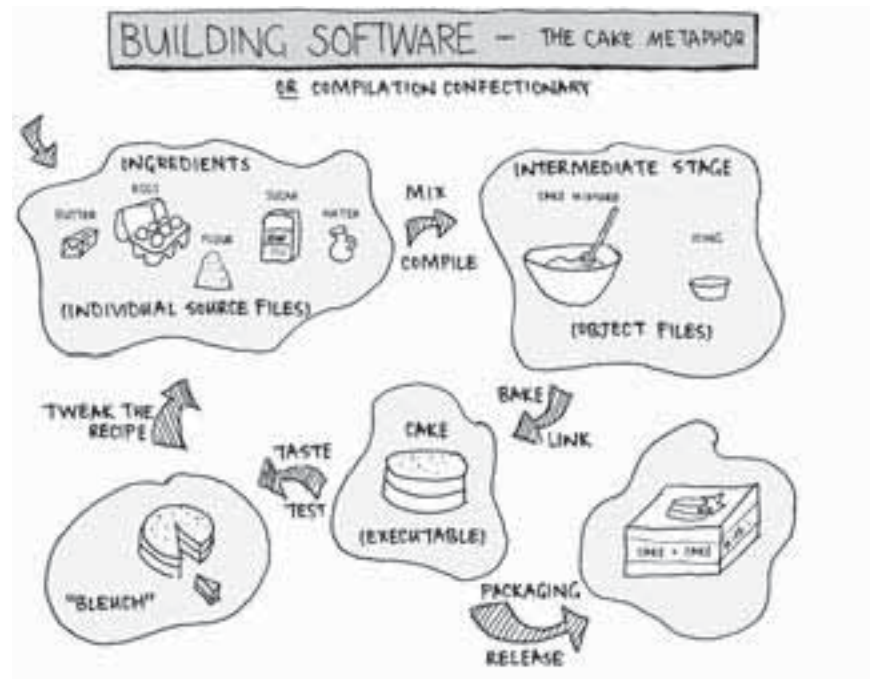 BUILDING SOFTWARE – THE CAKE METAPHOR
OR COMPILATION CONFECTIONARY
INGREDIENTS
BUTTER
EGGS
FLOUR
SUGAR
WATER
(INDIVIDUAL SOURCE FILES)
MIX
COMPILE
INTERMEDIATE STAGE
CAKE MIXTURE
ICING
(OBJECT FILES)
BAKE
LINK
CAKE
(EXECUTABLE)
TASTE
TEST
"BLEUCH"
TWEAK THE
RECIPE
PACKAGING
RELEASE
CAKE
CAKE